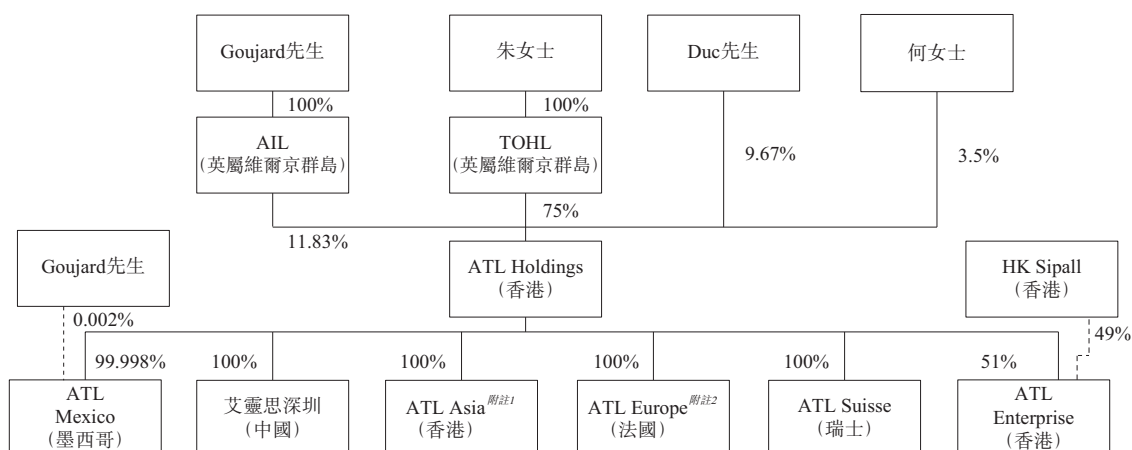 Goujard先生
朱女士
Duc先生
何女士
100%
100%
AIL
(英屬維爾京群島)
TOHL
(英屬維爾京群島)
9.67%
3.5%
75%
11.83%
Goujard先生
ATL Holdings
(香港)
HK Sipall
(香港)
0.002%
49%
99.998%
100%
100%
100%
100%
51%
ATL
Mexico
(墨西哥)
艾靈思深圳
(中國)
ATL Asia附註1
(香港)
ATL Europe附註2
(法國)
ATL Suisse
(瑞士)
ATL
Enterprise
(香港)